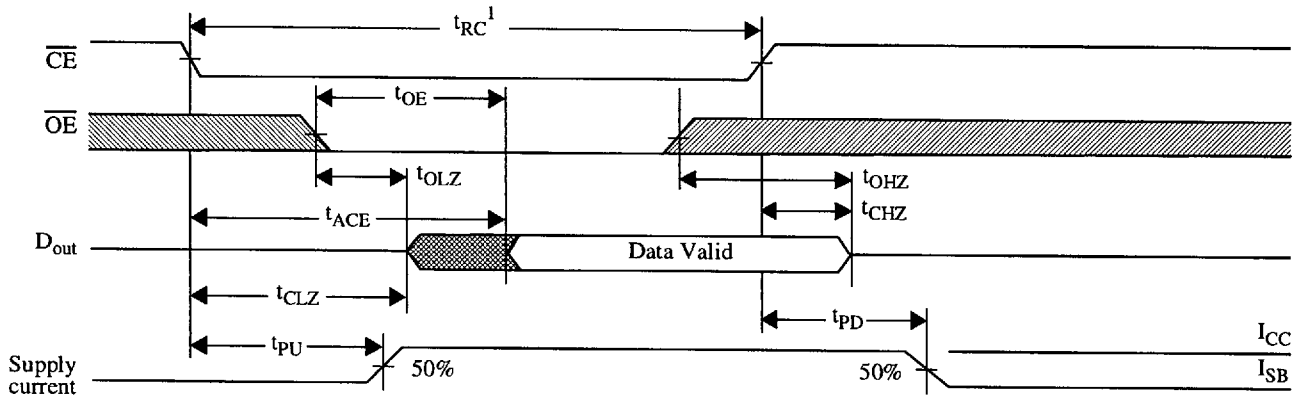 tRC1
CE
tOE
OE
tOLZ
tOHZ
tACE
tCHZ
Dout
Data Valid
tCLZ
tPD
tPU
ICC
Supply
current
50%
50%
ISB